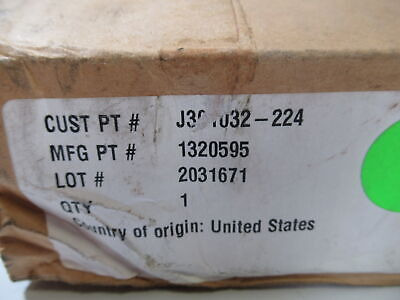 CUST PT #
MFG PT # 1320595
LOT # 2031671
QTY 1
Country of origin: United States